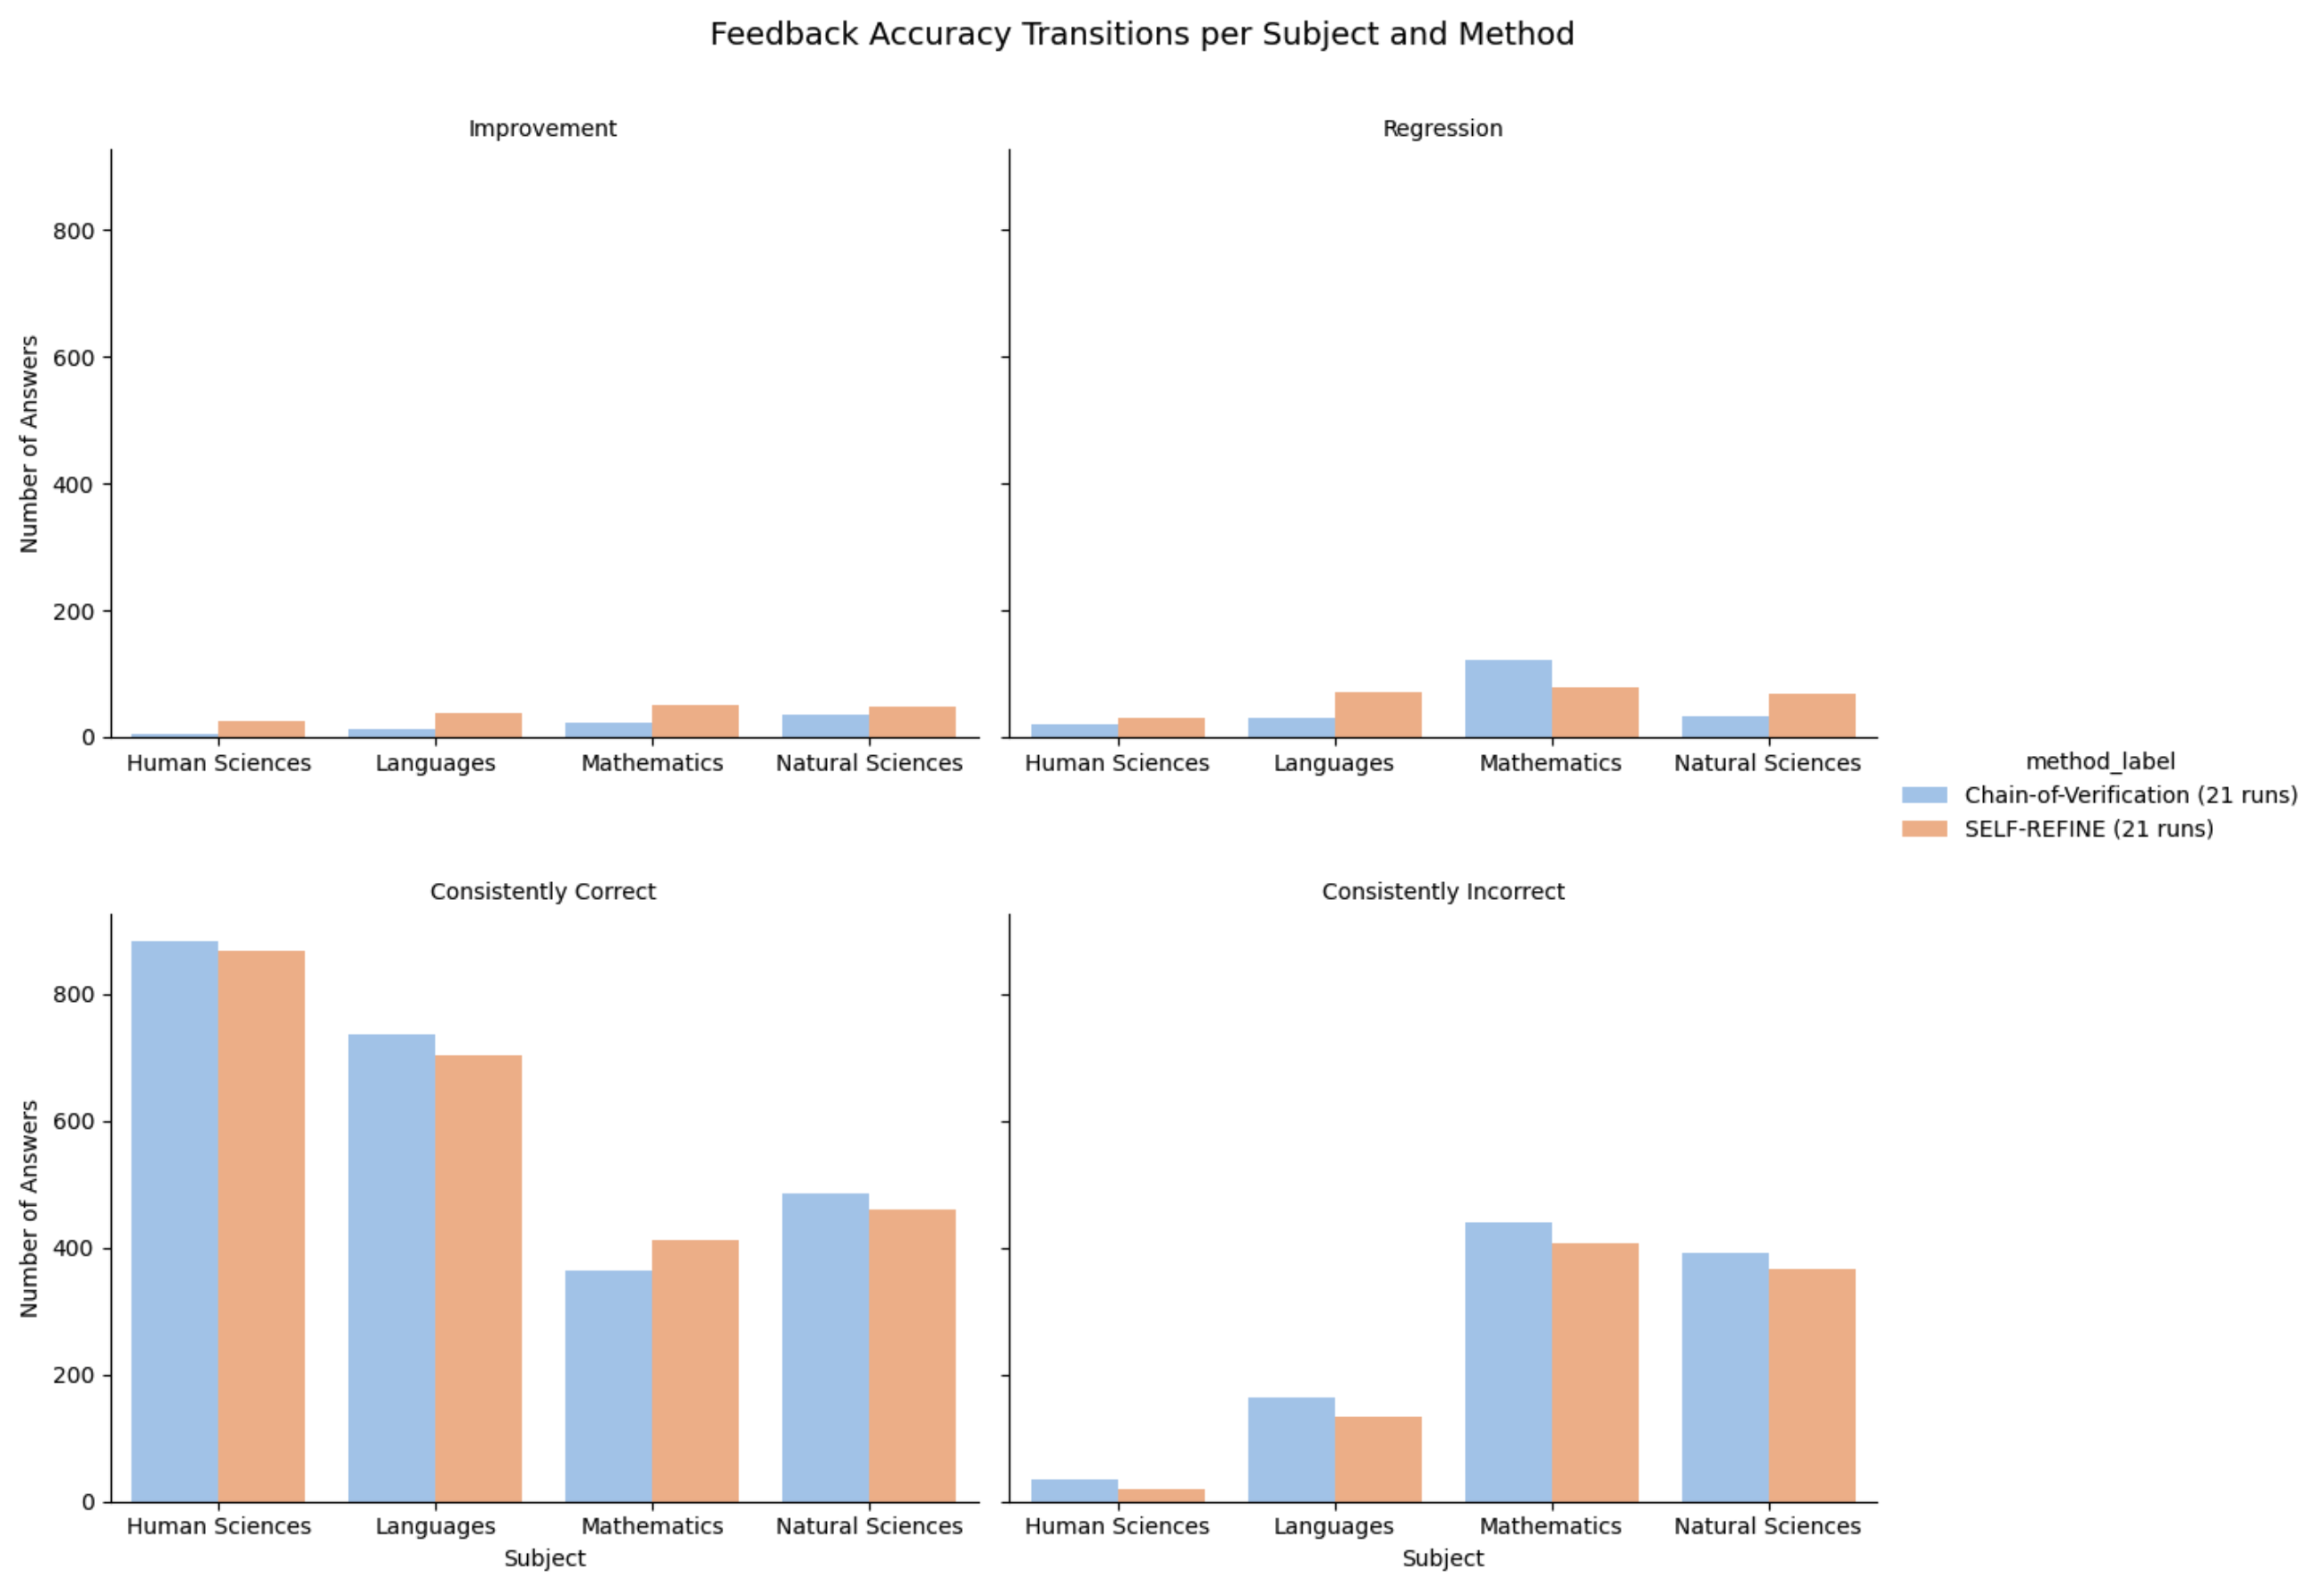 Feedback Accuracy Transitions per Subject and Method
Improvement
Number of Answers
800
600
400
200
0
Human Sciences Languages Mathematics Natural Sciences
Regression
Human Sciences Languages Mathematics Natural Sciences
method_label
Chain-of-Verification (21 runs)
SELF-REFINE (21 runs)
Consistently Correct
Number of Answers
800
600
400
200
0
Human Sciences Languages Mathematics Natural Sciences
Subject
Consistently Incorrect
Human Sciences Languages Mathematics Natural Sciences
Subject